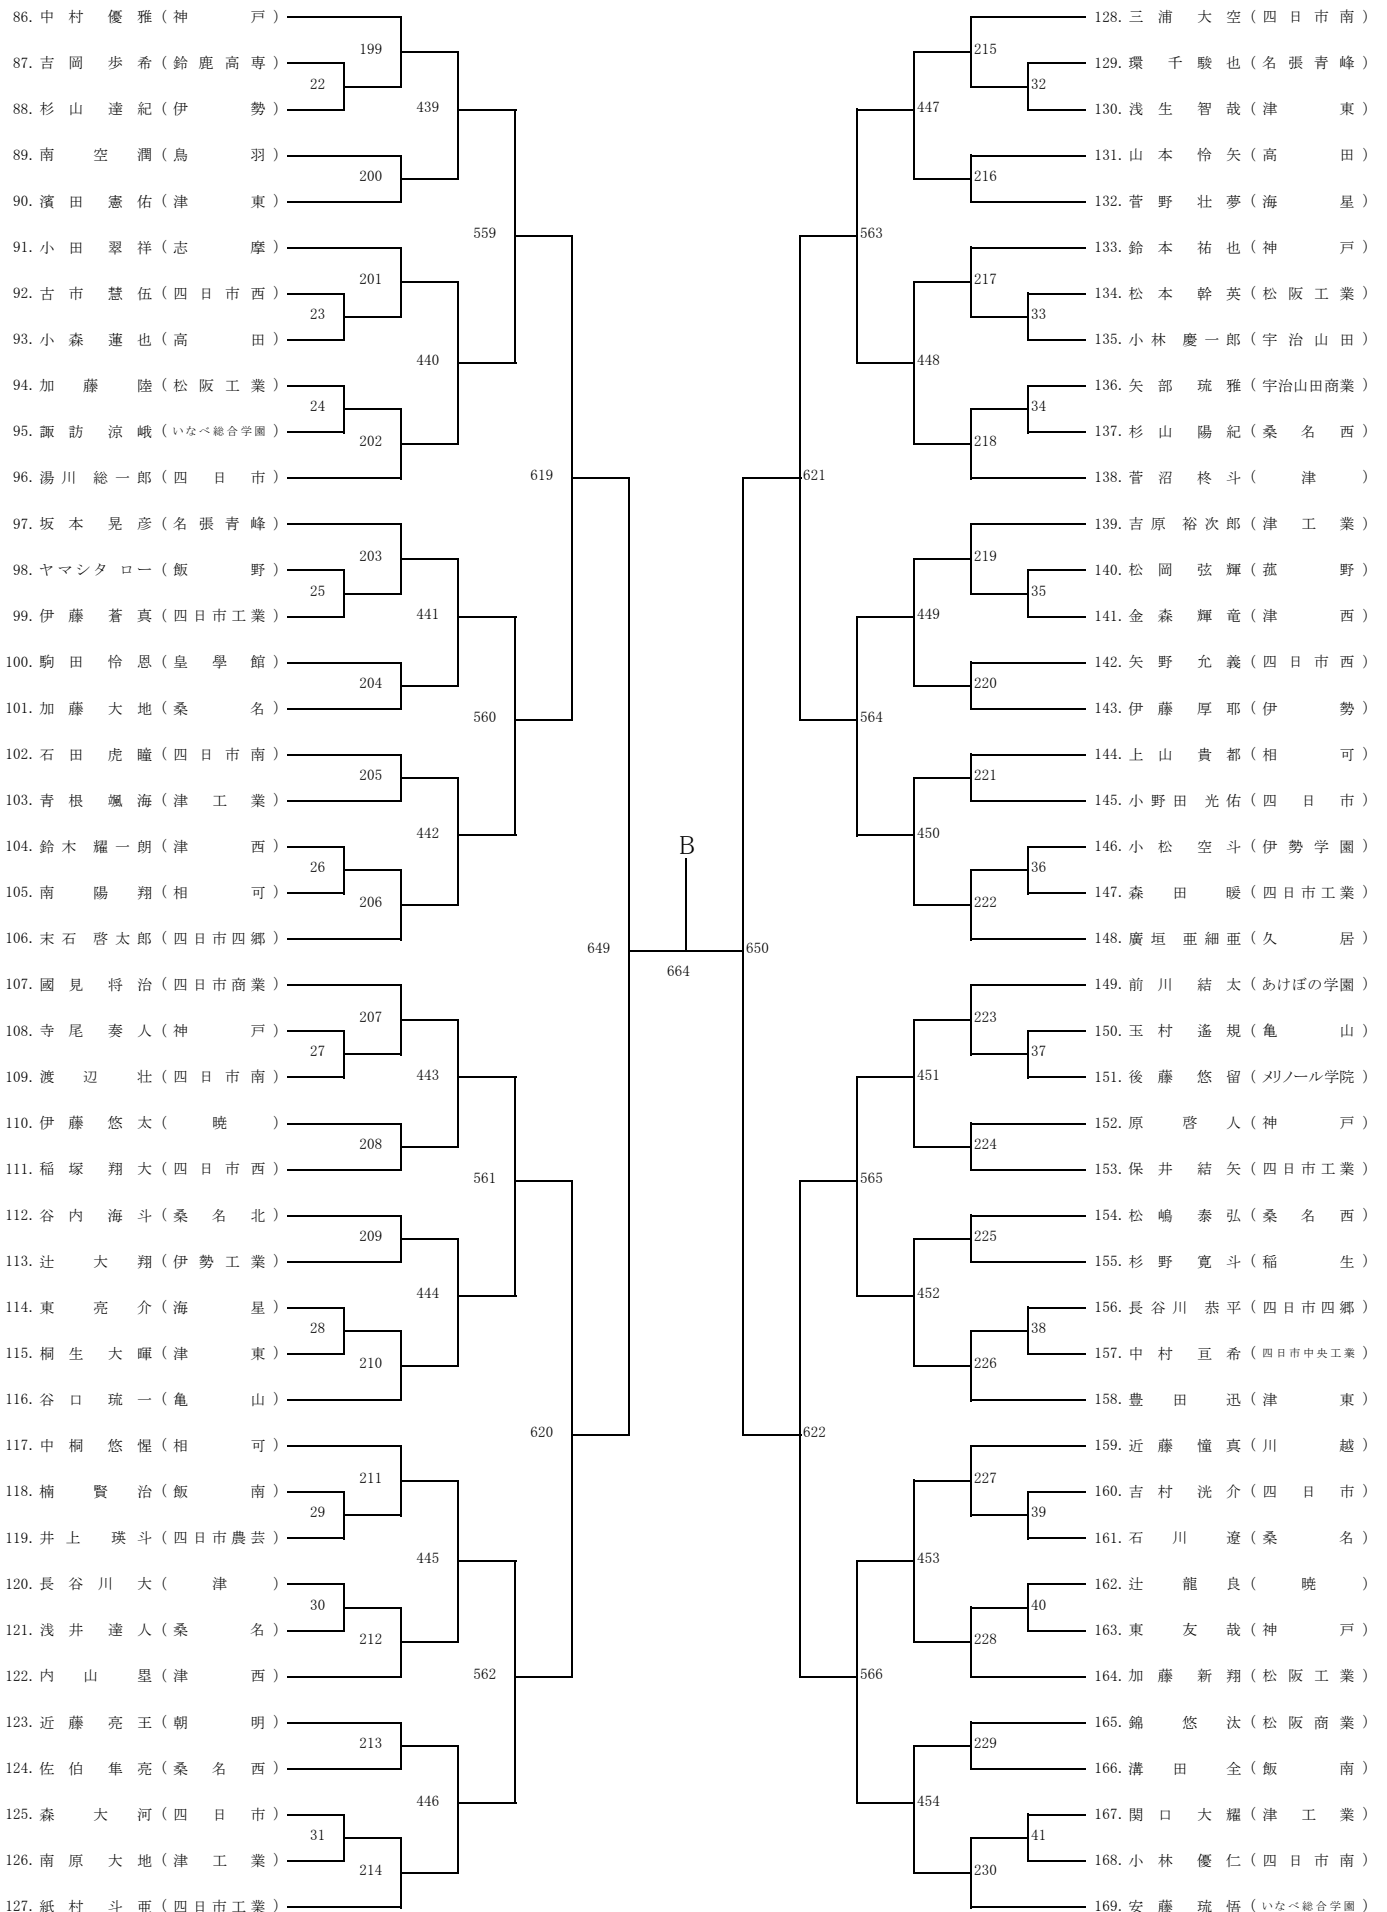 86. 中村 優雅 (神戸)
199
87. 吉岡 歩希 (鈴鹿高専)
22
88. 杉山 達紀 (伊勢)
439
89. 南 空潤 (鳥羽)
200
90. 濱田 憲佑 (津東)
559
91. 小田 翠祥 (志摩)
201
92. 古市 慧伍 (四日市西)
23
93. 小森 蓮也 (高田)
440
94. 加藤 陸 (松阪工業)
24
95. 諏訪 涼峨 (いなべ総合学園)
202
96. 湯川 総一郎 (四日市)
619
97. 坂本 晃彦 (名張青峰)
203
98. ヤマシタ ロー (飯野)
25
99. 伊藤 蒼真 (四日市工業)
441
100. 駒田 怜恩 (皇學館)
204
101. 加藤 大地 (桑名)
560
102. 石田 虎瞳 (四日市南)
205
103. 青根 颯海 (津工業)
442
104. 鈴木 耀一朗 (津西)
26
105. 南 陽翔 (相可)
206
106. 末石 啓太郎 (四日市四郷)
649
107. 國見 将治 (四日市商業)
207
108. 寺尾 奏人 (神戸)
27
109. 渡辺 壮 (四日市南)
443
110. 伊藤 悠太 (暁)
208
111. 稲塚 翔大 (四日市西)
561
112. 谷内 海斗 (桑名北)
209
113. 辻 大翔 (伊勢工業)
444
114. 東 亮介 (海星)
28
115. 桐生 大暉 (津東)
210
116. 谷口 琉一 (亀山)
620
117. 中桐 悠惺 (相可)
211
118. 楠 賢治 (飯南)
29
119. 井上 瑛斗 (四日市農芸)
445
120. 長谷川 大 (津)
30
121. 浅井 達人 (桑名)
212
122. 内山 塁 (津西)
562
123. 近藤 亮王 (朝明)
213
124. 佐伯 隼亮 (桑名西)
446
125. 森 大河 (四日市)
31
126. 南原 大地 (津工業)
214
127. 紙村 斗亜 (四日市工業)
B
664
128. 三浦 大空 (四日市南)
215
129. 環 千駿也 (名張青峰)
32
130. 浅生 智哉 (津東)
447
131. 山本 怜矢 (高田)
216
132. 菅野 壮夢 (海星)
563
133. 鈴木 祐也 (神戸)
217
134. 松本 幹英 (松阪工業)
33
135. 小林 慶一郎 (宇治山田)
448
136. 矢部 琉雅 (宇治山田商業)
34
137. 杉山 陽紀 (桑名西)
218
138. 菅沼 柊斗 (津)
621
139. 吉原 裕次郎 (津工業)
219
140. 松岡 弦輝 (菰野)
35
141. 金森 輝竜 (津西)
449
142. 矢野 允義 (四日市西)
220
143. 伊藤 厚耶 (伊勢)
564
144. 上山 貴都 (相可)
221
145. 小野田 光佑 (四日市)
450
146. 小松 空斗 (伊勢学園)
36
147. 森田 暖 (四日市工業)
222
148. 廣垣 亜細亜 (久居)
650
149. 前川 結太 (あけぼの学園)
223
150. 玉村 遙規 (亀山)
37
151. 後藤 悠留 (メリノール学院)
451
152. 原 啓人 (神戸)
224
153. 保井 結矢 (四日市工業)
565
154. 松嶋 泰弘 (桑名西)
225
155. 杉野 寛斗 (稲生)
452
156. 長谷川 恭平 (四日市四郷)
38
157. 中村 亘希 (四日市中央工業)
226
158. 豊田 迅 (津東)
622
159. 近藤 憧真 (川越)
227
160. 吉村 洸介 (四日市)
39
161. 石川 遼 (桑名)
453
162. 辻 龍良 (暁)
40
163. 東 友哉 (神戸)
228
164. 加藤 新翔 (松阪工業)
566
165. 錦 悠汰 (松阪商業)
229
166. 溝田 全 (飯南)
454
167. 関口 大耀 (津工業)
41
168. 小林 優仁 (四日市南)
230
169. 安藤 琉悟 (いなべ総合学園)